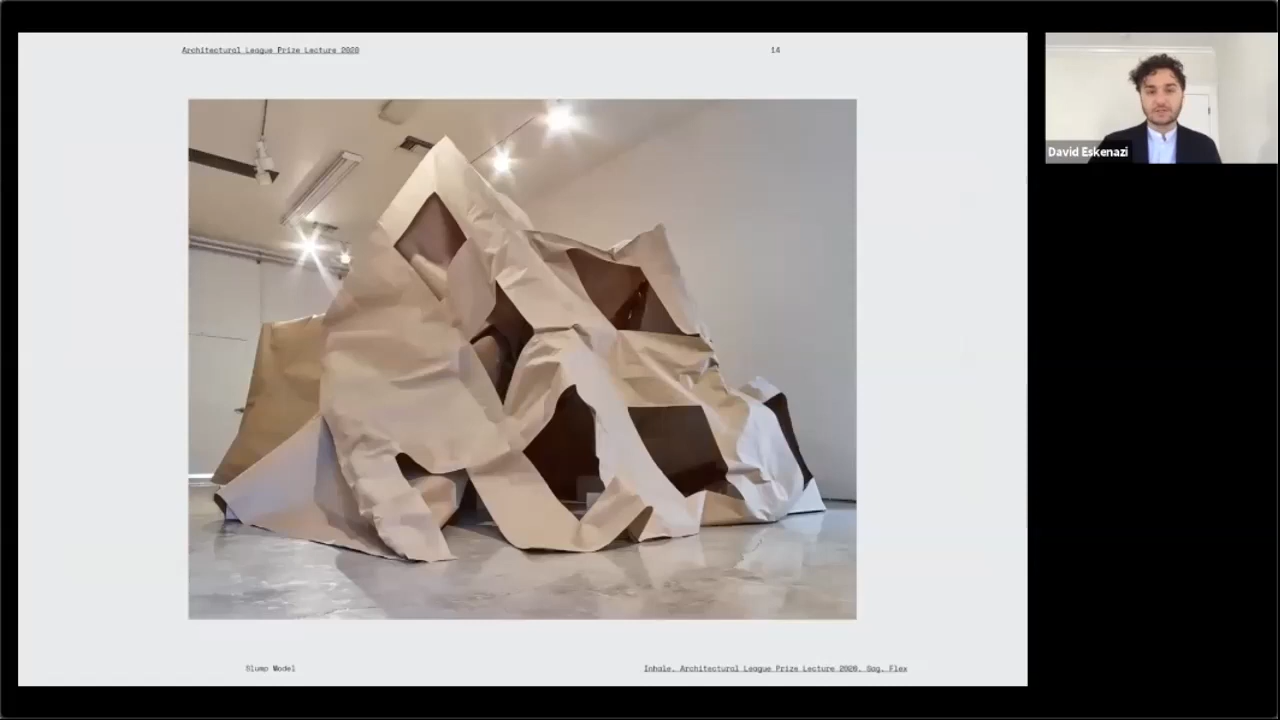 Architectural League Prize Lecture 2020
14
David Eskenazi
Slump Model
Inhale, Architectural League Prize Lecture 2020, Sag, Flex